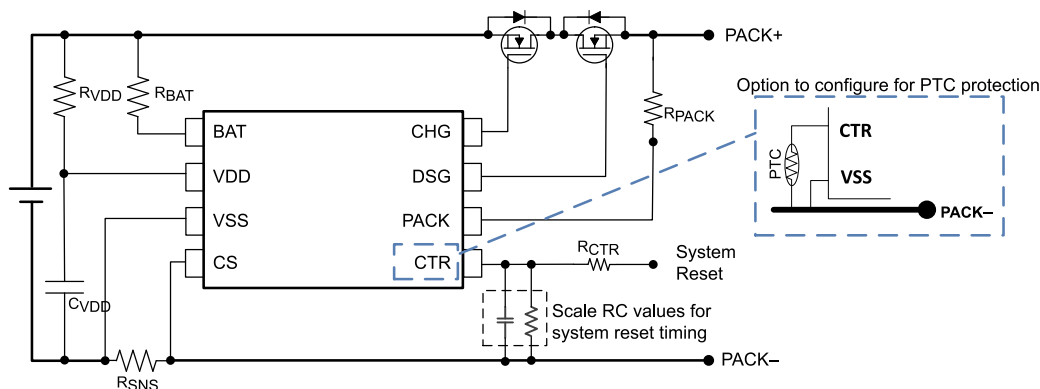 PACK+
Option to configure for PTC protection
RVDD
RBAT
RPACK
BAT
CHG
CTR
PTC
VDD
DSG
VSS
VSS
PACK
PACK–
CS
CTR
RCTR
System
Reset
CVDD
Scale RC values for
system reset timing
RSNS
PACK–